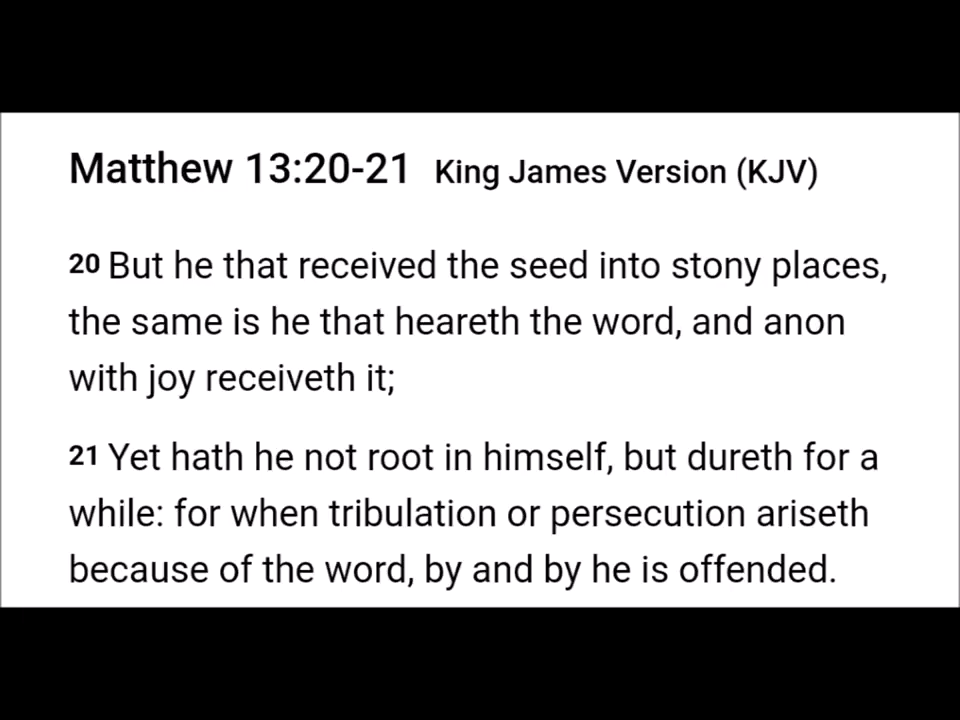 Matthew 13:20-21 King James Version (KJV)
20 But he that received the seed into stony places,
the same is he that heareth the word, and anon
with joy receiveth it;
21 Yet hath he not root in himself, but dureth for a
while: for when tribulation or persecution ariseth
because of the word, by and by he is offended.